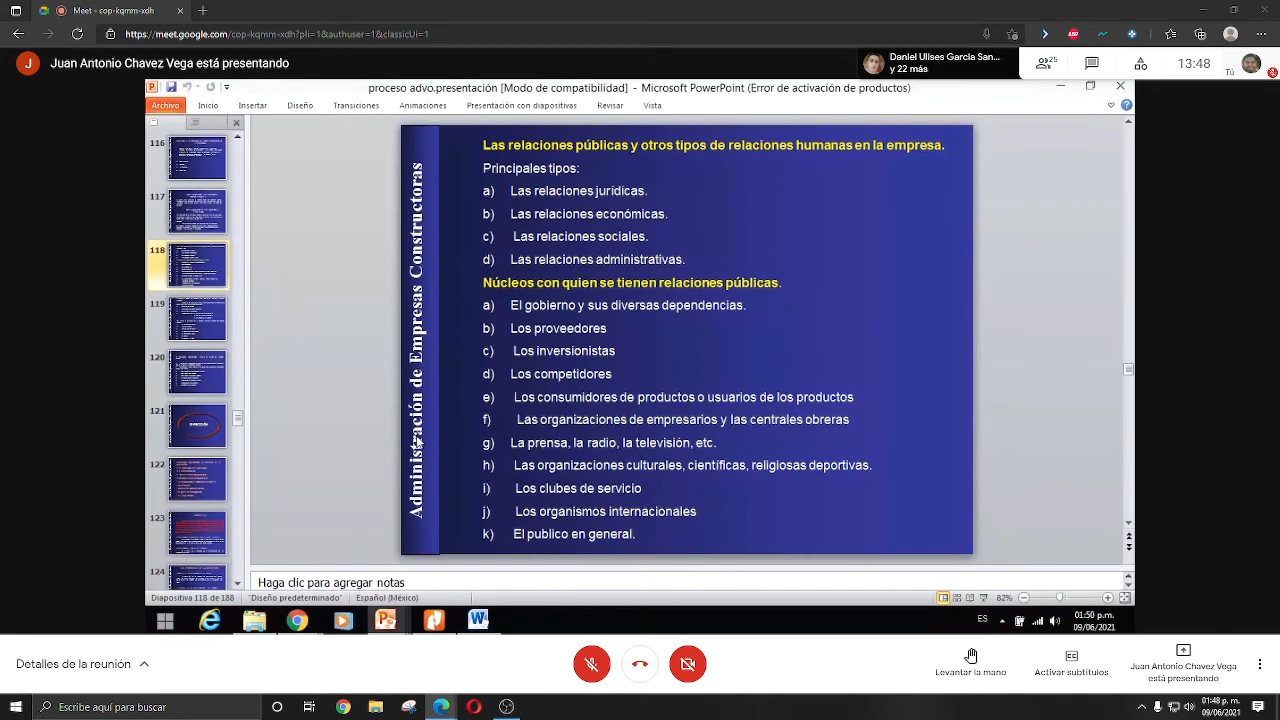 Meet - cop-kqmm-xdh
https://meet.google.com/cop-kqmm-xdh?pli=1&authuser=1&classIdx=1
ABP
J
Juan Antonio Chavez Vega está presentando
Daniel Ulises Garcia San...
y 22 más
25
13:48
Tú
proceso admo.presentación [Modo de compatibilidad] - Microsoft PowerPoint (Error de activación de productos)
Archivo Inicio Insertar Diseño Transiciones Animaciones Presentación con diapositivas Revisar Vista
116
117
118
119
120
121
122
123
124
Administración de Empresas Constructoras
Las relaciones públicas y otros tipos de relaciones humanas en la empresa.
Principales tipos:
a) Las relaciones jurídicas.
b) Las relaciones económicas.
c) Las relaciones sociales.
d) Las relaciones administrativas.
Núcleos con quien se tienen relaciones públicas.
a) El gobierno y sus diversas dependencias.
b) Los proveedores
c) Los inversionistas
d) Los competidores
e) Los consumidores de productos o usuarios de los productos
f) Las organizaciones de empresarios y las centrales obreras
g) La prensa, la radio, la televisión, etc.
h) Las organizaciones culturales, científicas, religiosas deportivas
i) Los clubes de servicio
j) Los organismos internacionales
k) El publico en general
Haga clic para agregar notas
Diapositiva 118 de 188 "Diseño predeterminado" Español (México) 82%
ES 01:50 p.m.
09/06/2021
Detalles de la reunión
Levantar la mano
Activar subtítulos
Juan Antonio Chavez Vega
está presentando
Escribe aquí para buscar
01:48 p. m.
09/06/2021